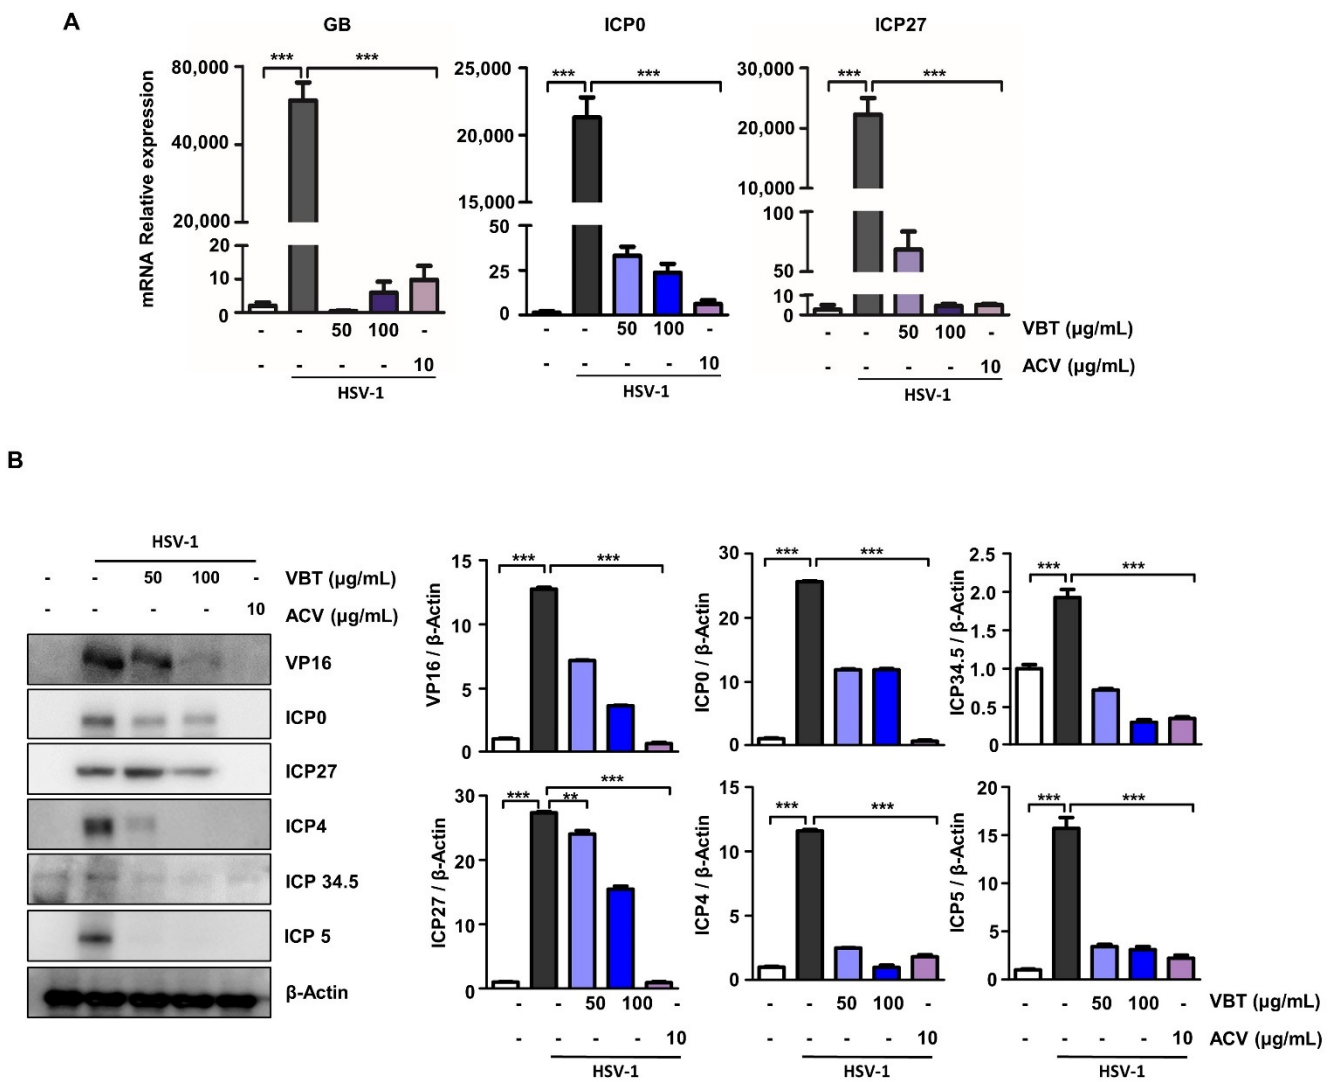 A
GB
ICP0
ICP27
mRNA Relative expression
*** ***
80,000
40,000
20,000
20
10
0
*** ***
25,000
20,000
15,000
50
25
0
*** ***
30,000
20,000
10,000
100
50
10
0
- - 50 100 -
- - 50 100 -
- - 50 100 - VBT (µg/mL)
- - - - 10
- - - - 10
- - - - 10 ACV (µg/mL)
HSV-1
HSV-1
HSV-1
B
HSV-1
- - 50 100 - VBT (µg/mL)
- - - - 10 ACV (µg/mL)
VP16
ICP0
ICP27
ICP4
ICP 34.5
ICP 5
β-Actin
VP16 / β-Actin
*** ***
15
10
5
0
ICP0 / β-Actin
*** ***
30
20
10
0
ICP34.5 / β-Actin
*** ***
2.5
2.0
1.5
1.0
0.5
0
ICP27 / β-Actin
***
*** **
30
20
10
0
ICP4 / β-Actin
*** ***
15
10
5
0
ICP5 / β-Actin
*** ***
20
15
10
5
0
- - 50 100 -
- - 50 100 -
- - 50 100 - VBT (µg/mL)
- - - - 10
- - - - 10
- - - - 10 ACV (µg/mL)
HSV-1
HSV-1
HSV-1